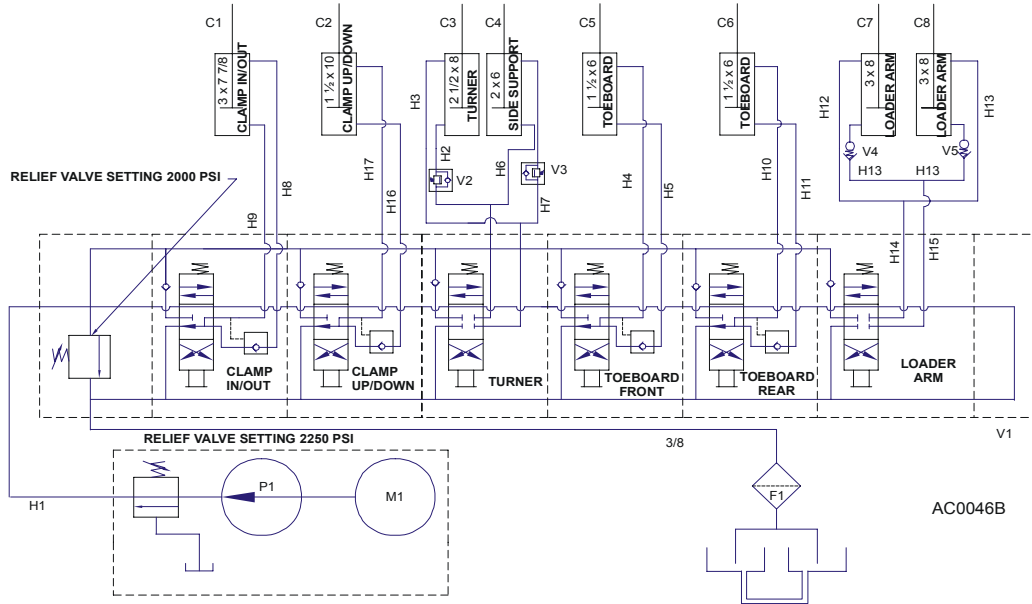 C1
C2
C3
C4
C5
C6
C7
C8
3 x 7 7/8
CLAMP IN/OUT
1 ½ x 10
CLAMP UP/DOWN
2 1/2 x 8
TURNER
2 x 6
SIDE SUPPORT
1 ½ x 6
TOEBOARD
1 ½ x 6
TOEBOARD
3 x 8
LOADER ARM
3 x 8
LOADER ARM
H3
H12
H13
H2
H6
V2
V3
V4
V5
H13
H13
RELIEF VALVE SETTING 2000 PSI
H8
H9
H17
H16
H7
H4
H5
H10
H11
H14
H15
CLAMP
IN/OUT
CLAMP
UP/DOWN
TURNER
TOEBOARD
FRONT
TOEBOARD
REAR
LOADER
ARM
V1
RELIEF VALVE SETTING 2250 PSI
3/8
H1
P1
M1
F1
AC0046B